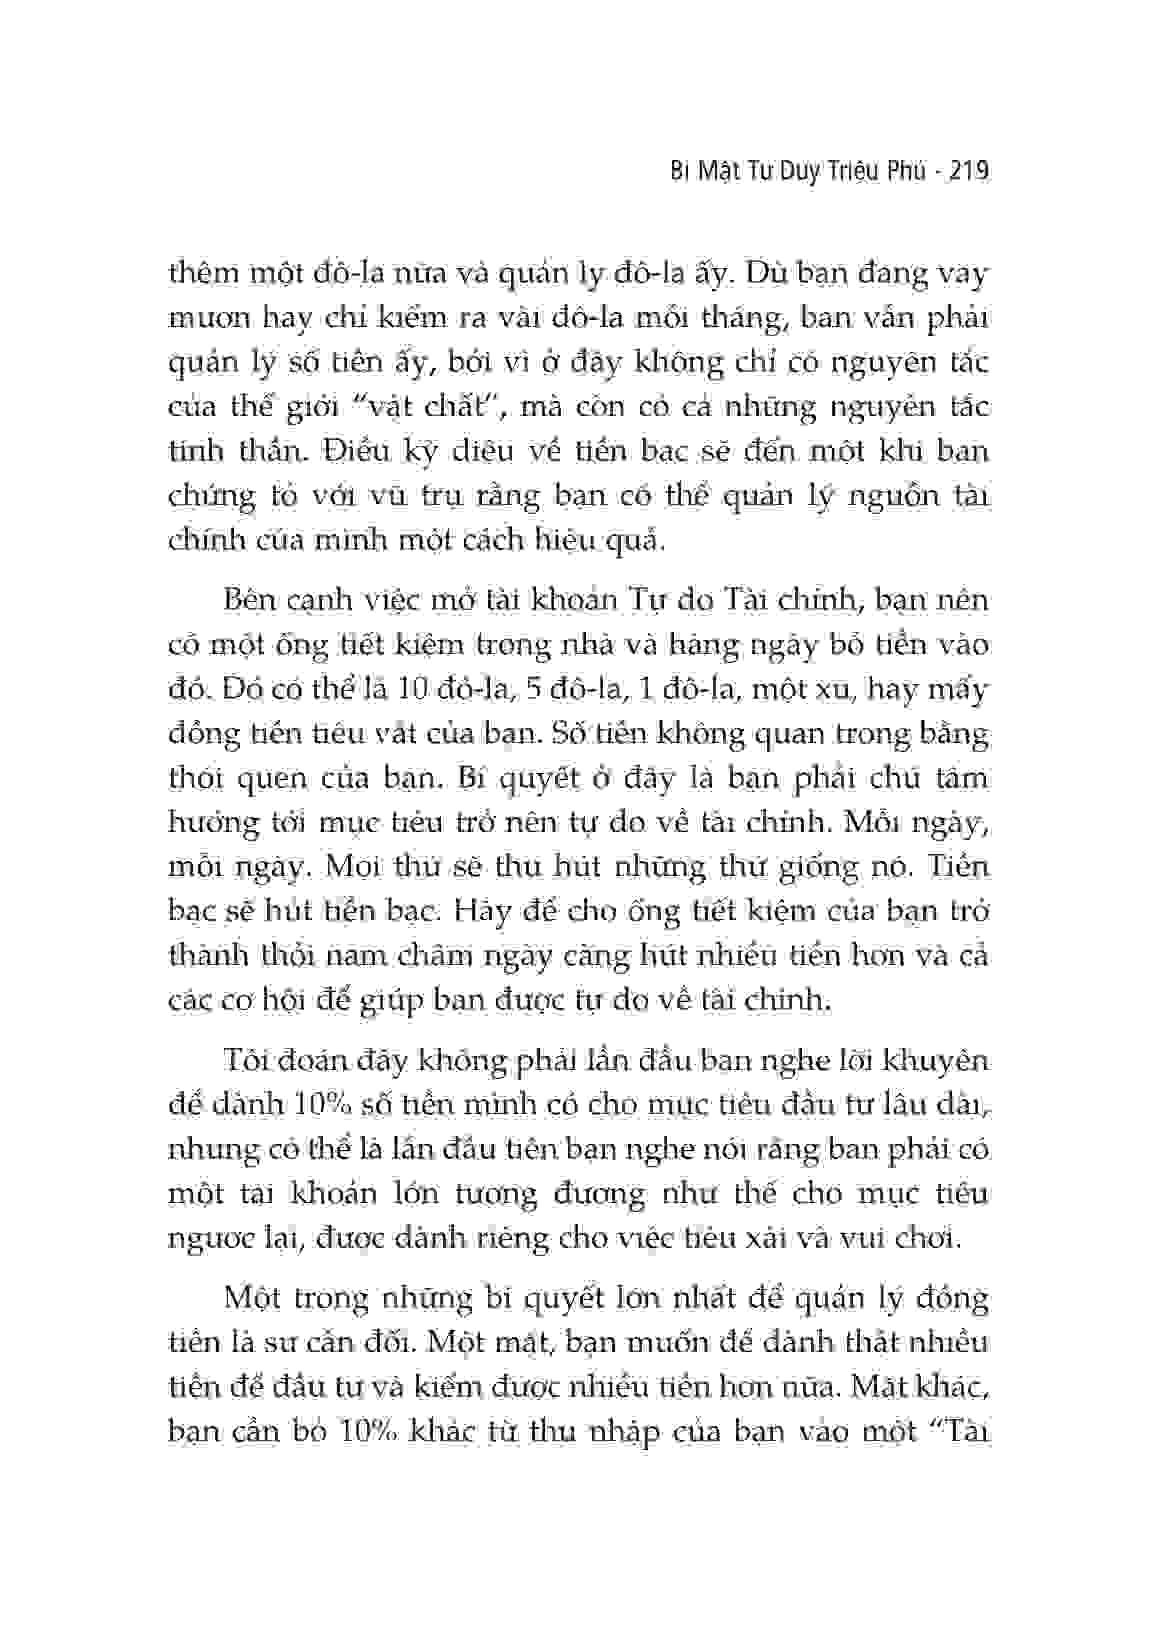 Bí Mật Tư Duy Triệu Phú - 219
thêm một đô-la nữa và quản lý đô-la ấy. Dù bạn đang vay
mượn hay chỉ kiếm ra vài đô-la mỗi tháng, bạn vẫn phải
quản lý số tiền ấy, bởi vì ở đây không chỉ có nguyên tắc
của thế giới “vật chất”, mà còn có cả những nguyên tắc
tinh thần. Điều kỳ diệu về tiền bạc sẽ đến một khi bạn
chứng tỏ với vũ trụ rằng bạn có thể quản lý nguồn tài
chính của mình một cách hiệu quả.
Bên cạnh việc mở tài khoản Tự do Tài chính, bạn nên
có một ống tiết kiệm trong nhà và hàng ngày bỏ tiền vào
đó. Đó có thể là 10 đô-la, 5 đô-la, 1 đô-la, một xu, hay mấy
đồng tiền tiêu vặt của bạn. Số tiền không quan trọng bằng
thói quen của bạn. Bí quyết ở đây là bạn phải chú tâm
hướng tới mục tiêu trở nên tự do về tài chính. Mỗi ngày,
mỗi ngày. Mọi thứ sẽ thu hút những thứ giống nó. Tiền
bạc sẽ hút tiền bạc. Hãy để cho ống tiết kiệm của bạn trở
thành thỏi nam châm ngày càng hút nhiều tiền hơn và cả
các cơ hội để giúp bạn được tự do về tài chính.
Tôi đoán đây không phải lần đầu bạn nghe lời khuyên
để dành 10% số tiền mình có cho mục tiêu đầu tư lâu dài,
nhưng có thể là lần đầu tiên bạn nghe nói rằng bạn phải có
một tài khoản lớn tương đương như thế cho mục tiêu
ngược lại, được dành riêng cho việc tiêu xài và vui chơi.
Một trong những bí quyết lớn nhất để quản lý đồng
tiền là sự cân đối. Một mặt, bạn muốn để dành thật nhiều
tiền để đầu tư và kiếm được nhiều tiền hơn nữa. Mặt khác,
bạn cần bỏ 10% khác từ thu nhập của bạn vào một “Tài